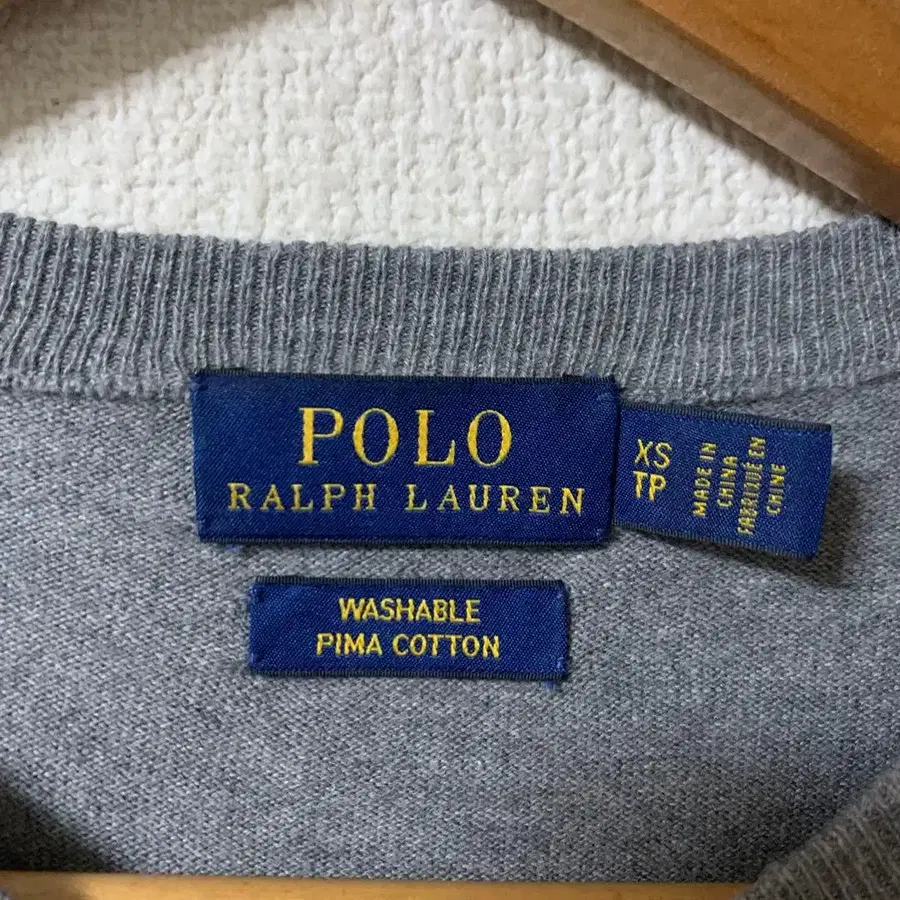 POLO
RALPH LAUREN
XS
TP
MADE IN
CHINA
FABRIQUÉ EN
CHINE
WASHABLE
PIMA COTTON